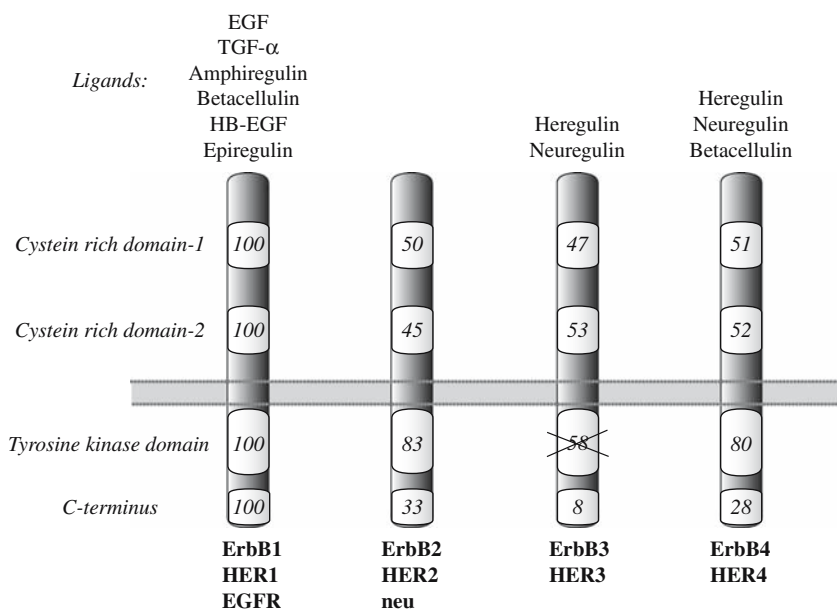 EGF
TGF-α
Ligands:
Amphiregulin
Betacellulin
HB-EGF
Epiregulin
Heregulin
Neuregulin
Heregulin
Neuregulin
Betacellulin
Cystein rich domain-1 100 50 47 51
Cystein rich domain-2 100 45 53 52
Tyrosine kinase domain 100 83 58 80
C-terminus 100 33 8 28
ErbB1
HER1
EGFR
ErbB2
HER2
neu
ErbB3
HER3
ErbB4
HER4